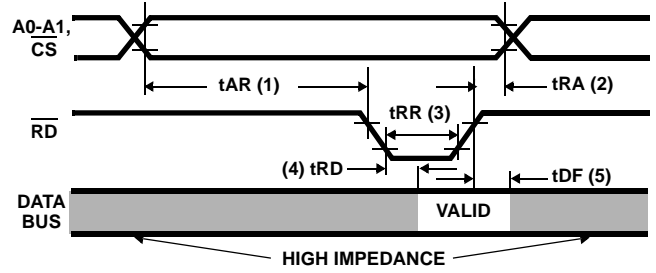 A0-A1,
CS
tAR (1)
tRA (2)
RD
tRR (3)
(4) tRD
tDF (5)
DATA
BUS
VALID
HIGH IMPEDANCE